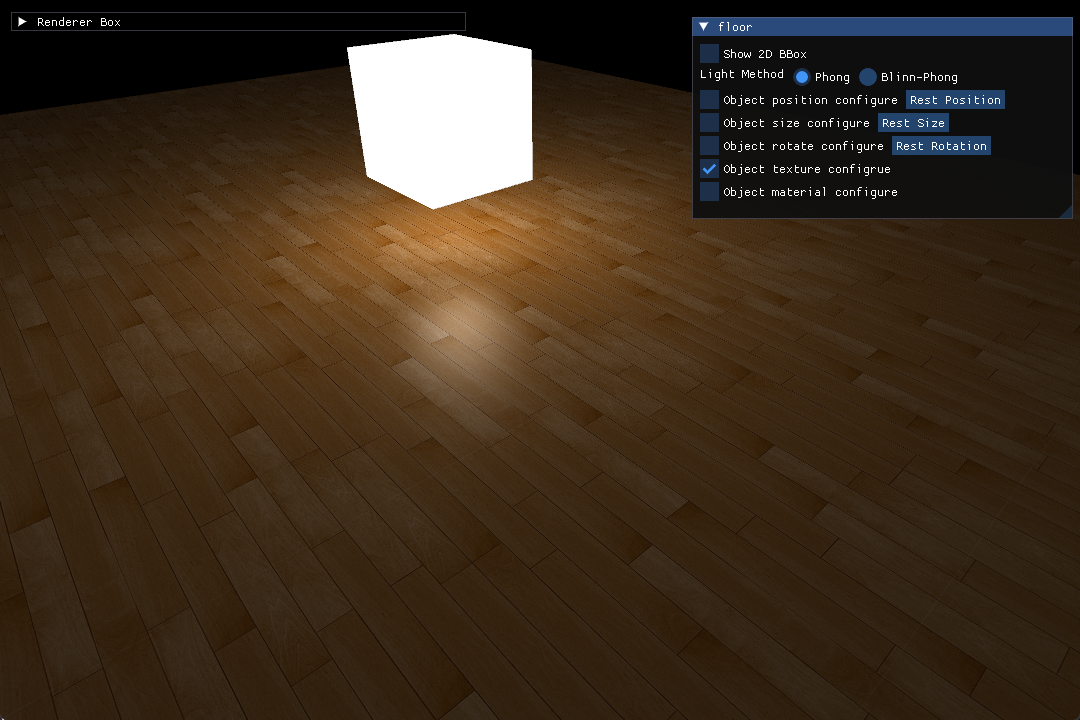 Renderer Box
floor
Show 2D BBox
Light Method Phong Blinn-Phong
Object position configure Rest Position
Object size configure Rest Size
Object rotate configure Rest Rotation
Object texture configrue
Object material configure